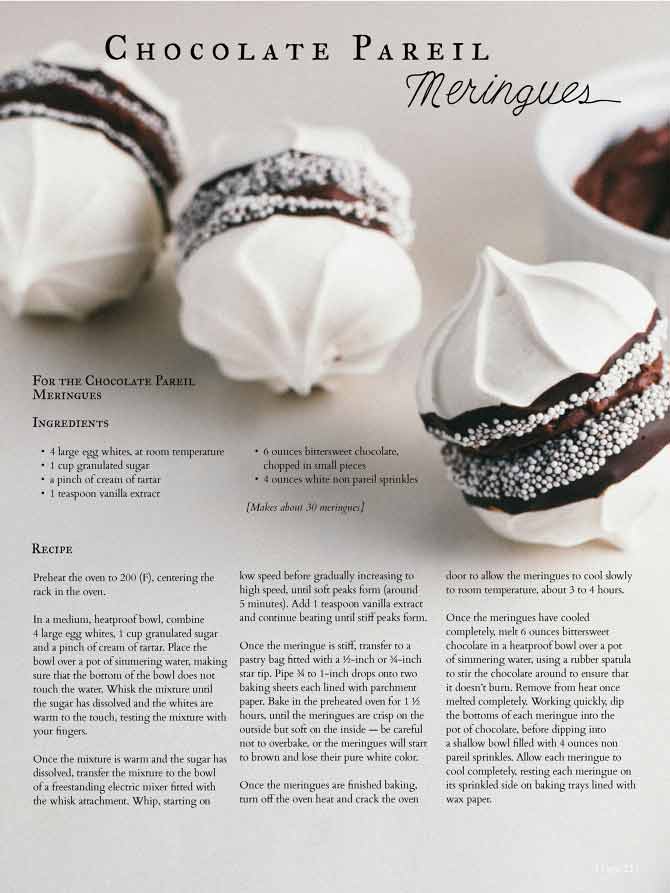 Chocolate Pareil
Meringues
For the Chocolate Pareil
Meringues
Ingredients
• 4 large egg whites, at room temperature
• 1 cup granulated sugar
• a pinch of cream of tartar
• 1 teaspoon vanilla extract
• 6 ounces bittersweet chocolate,
chopped in small pieces
• 4 ounces white non pareil sprinkles
[Makes about 30 meringues]
Recipe
Preheat the oven to 200 (F), centering the
rack in the oven.
In a medium, heatproof bowl, combine
4 large egg whites, 1 cup granulated sugar
and a pinch of cream of tartar. Place the
bowl over a pot of simmering water, making
sure that the bottom of the bowl does not
touch the water. Whisk the mixture until
the sugar has dissolved and the whites are
warm to the touch, testing the mixture with
your fingers.
Once the mixture is warm and the sugar has
dissolved, transfer the mixture to the bowl
of a freestanding electric mixer fitted with
the whisk attachment. Whip, starting on
low speed before gradually increasing to
high speed, until soft peaks form (around
5 minutes). Add 1 teaspoon vanilla extract
and continue beating until stiff peaks form.
Once the meringue is stiff, transfer to a
pastry bag fitted with a ½-inch or ¾-inch
star tip. Pipe ¾ to 1-inch drops onto two
baking sheets each lined with parchment
paper. Bake in the preheated oven for 1 ½
hours, until the meringues are crisp on the
outside but soft on the inside — be careful
not to overbake, or the meringues will start
to brown and lose their pure white color.
Once the meringues are finished baking,
turn off the oven heat and crack the oven
door to allow the meringues to cool slowly
to room temperature, about 3 to 4 hours.
Once the meringues have cooled
completely, melt 6 ounces bittersweet
chocolate in a heatproof bowl over a pot
of simmering water, using a rubber spatula
to stir the chocolate around to ensure that
it doesn't burn. Remove from heat once
melted completely. Working quickly, dip
the bottoms of each meringue into the
pot of chocolate, before dipping into
a shallow bowl filled with 4 ounces non
pareil sprinkles. Allow each meringue to
cool completely, resting each meringue on
its sprinkled side on baking trays lined with
wax paper.